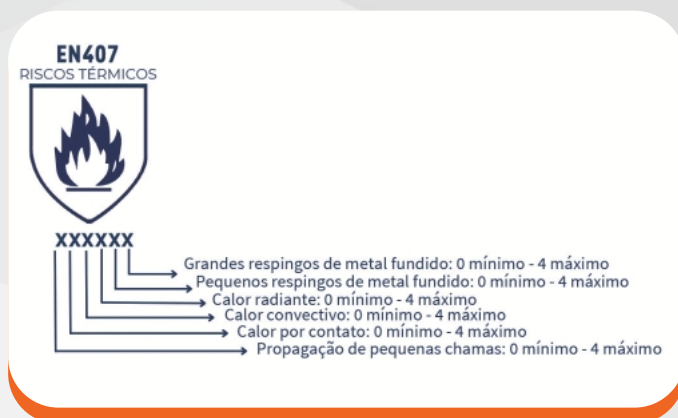 EN407
RISCOS TÉRMICOS
XXXXXX
Grandes respingos de metal fundido: 0 mínimo - 4 máximo
Pequenos respingos de metal fundido: 0 mínimo - 4 máximo
Calor radiante: 0 mínimo - 4 máximo
Calor convectivo: 0 mínimo - 4 máximo
Calor por contato: 0 mínimo - 4 máximo
Propagação de pequenas chamas: 0 mínimo - 4 máximo